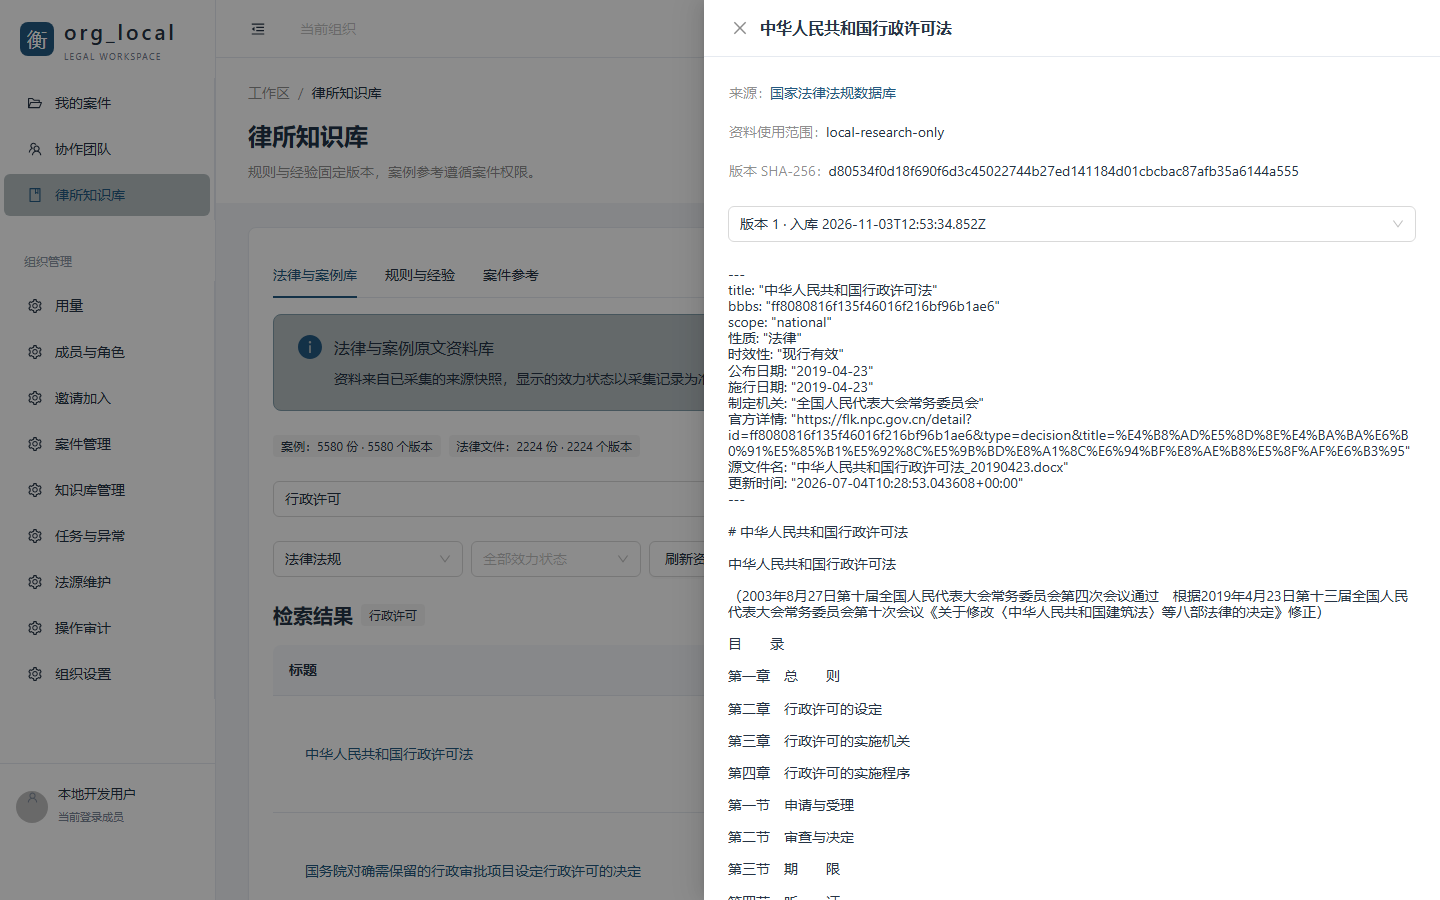 衡
org_local
LEGAL WORKSPACE
我的案件
协作团队
律所知识库
组织管理
用量
成员与角色
邀请加入
案件管理
知识库管理
任务与异常
法源维护
操作审计
组织设置
本地开发用户
当前登录成员
当前组织
工作区 / 律所知识库
律所知识库
规则与经验固定版本，案例参考遵循案件权限。
法律与案例库 规则与经验 案件参考
法律与案例原文资料库
资料来自已采集的来源快照，显示的效力状态以采集记录为
案例：5580 份 · 5580 个版本 法律文件：2224 份 · 2224 个版本
行政许可
法律法规 全部效力状态 刷新
检索结果 行政许可
标题
中华人民共和国行政许可法
国务院对确需保留的行政审批项目设定行政许可的决定
中华人民共和国行政许可法
来源：国家法律法规数据库
资料使用范围：local-research-only
版本 SHA-256：d80534f0d18f690f6d3c45022744b27ed141184d01cbcbac87afb35a6144a555
版本 1 · 入库 2026-11-03T12:53:34.852Z
---
title: "中华人民共和国行政许可法"
bbbs: "ff8080816f135f46016f216bf96b1ae6"
scope: "national"
性质: "法律"
时效性: "现行有效"
公布日期: "2019-04-23"
施行日期: "2019-04-23"
制定机关: "全国人民代表大会常务委员会"
官方详情: "https://flk.npc.gov.cn/detail?
id=ff8080816f135f46016f216bf96b1ae6&type=decision&title=%E4%B8%AD%E5%8D%8E%E4%BA%BA%E6%B
0%91%E5%85%B1%E5%92%8C%E5%9B%BD%E8%A1%8C%E6%94%BF%E8%AE%B8%E5%8F%AF%E6%B3%95"
源文件名: "中华人民共和国行政许可法_20190423.docx"
更新时间: "2026-07-04T10:28:53.043608+00:00"
---
# 中华人民共和国行政许可法
中华人民共和国行政许可法
（2003年8月27日第十届全国人民代表大会常务委员会第四次会议通过　根据2019年4月23日第十三届全国人民
代表大会常务委员会第十次会议《关于修改〈中华人民共和国建筑法〉等八部法律的决定》修正）
目　　录
第一章　总　　则
第二章　行政许可的设定
第三章　行政许可的实施机关
第四章　行政许可的实施程序
第一节　申请与受理
第二节　审查与决定
第三节　期　　限